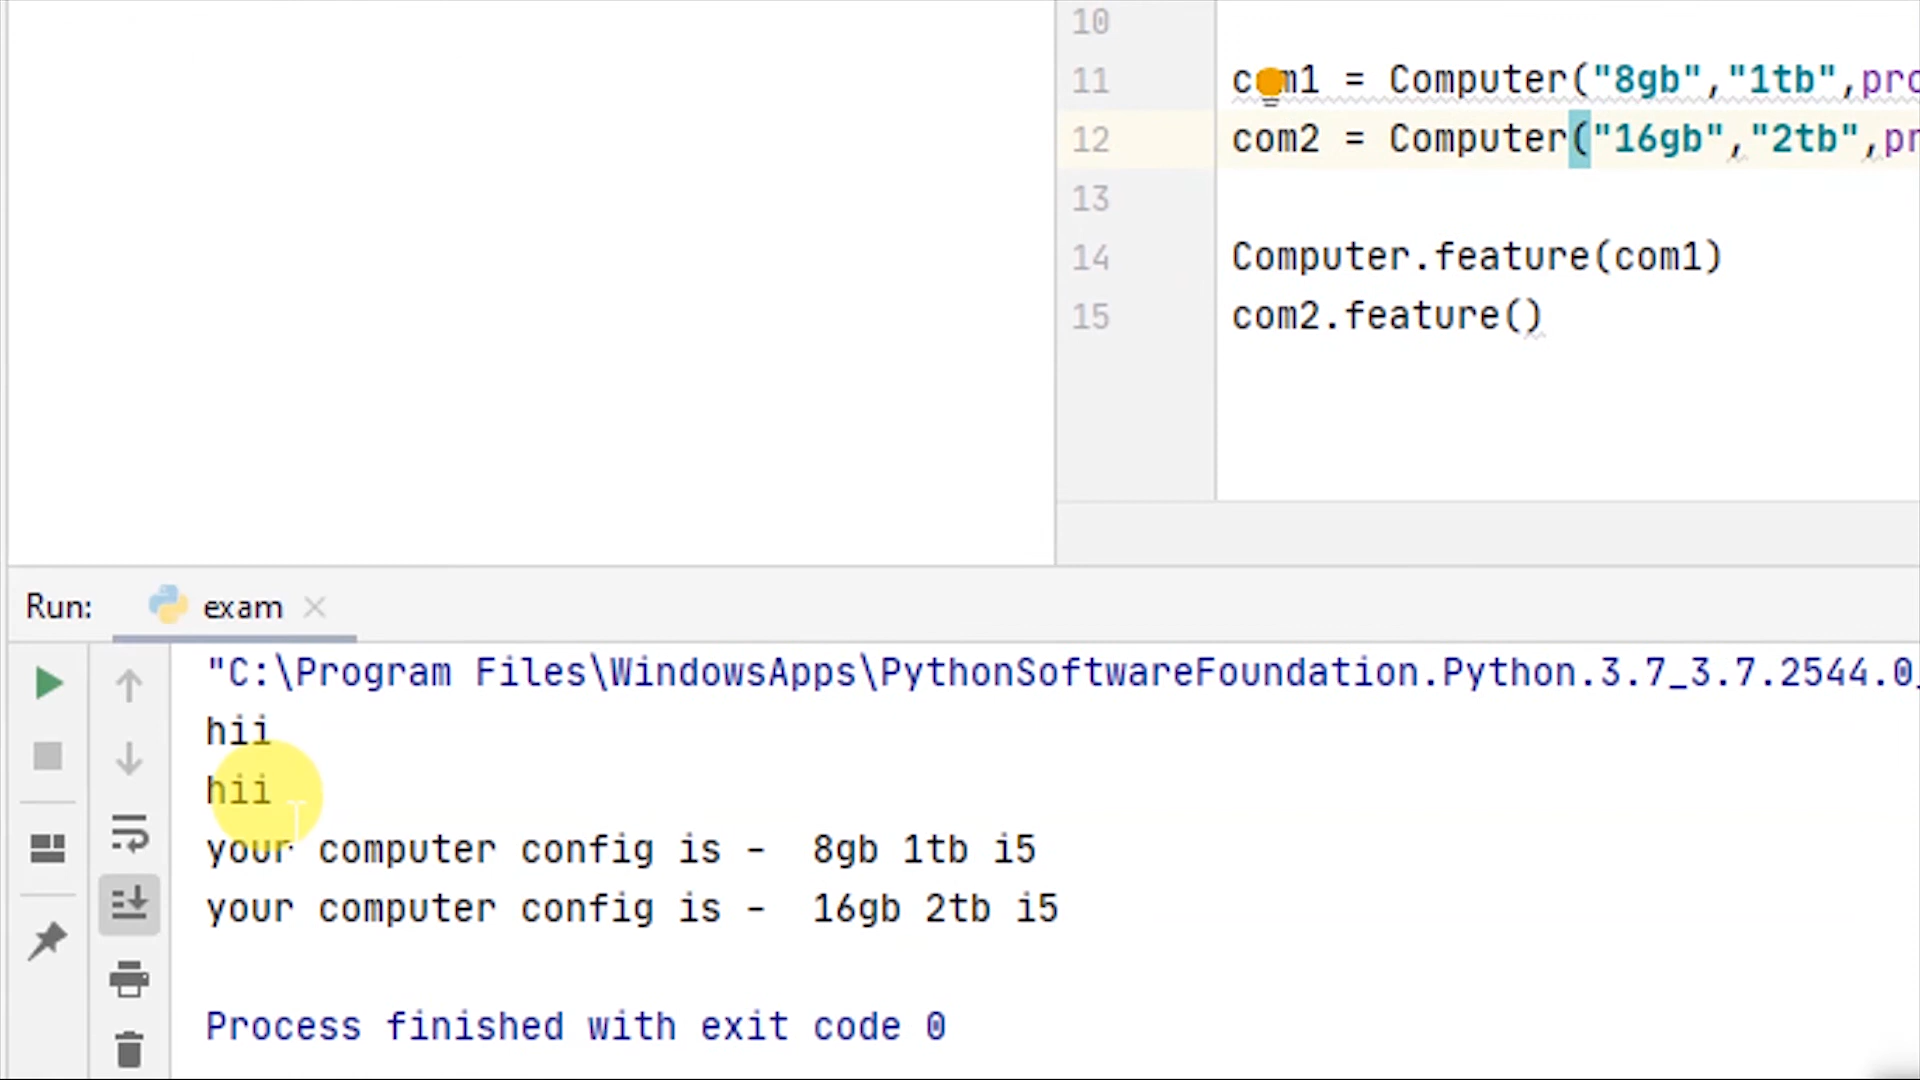 10
11 com1 = Computer("8gb","1tb",pro
12 com2 = Computer("16gb","2tb",pr
13
14 Computer.feature(com1)
15 com2.feature()
Run: exam
"C:\Program Files\WindowsApps\PythonSoftwareFoundation.Python.3.7_3.7.2544.0_
hii
hii
your computer config is -  8gb 1tb i5
your computer config is -  16gb 2tb i5
Process finished with exit code 0